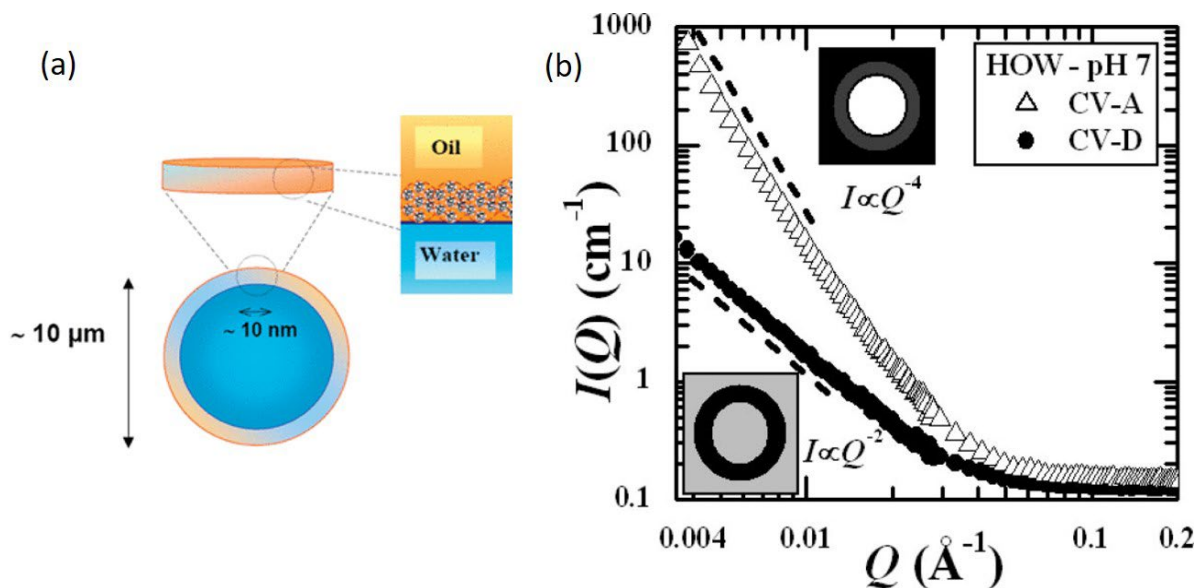 (a)
Oil
Water
~ 10 nm
~ 10 µm
(b)
1000
100
10
1
0.1
I(Q) (cm⁻¹)
HOW - pH 7
CV-A
CV-D
I∝Q⁻⁴
I∝Q⁻²
0.004
0.01
0.1
0.2
Q (Å⁻¹)